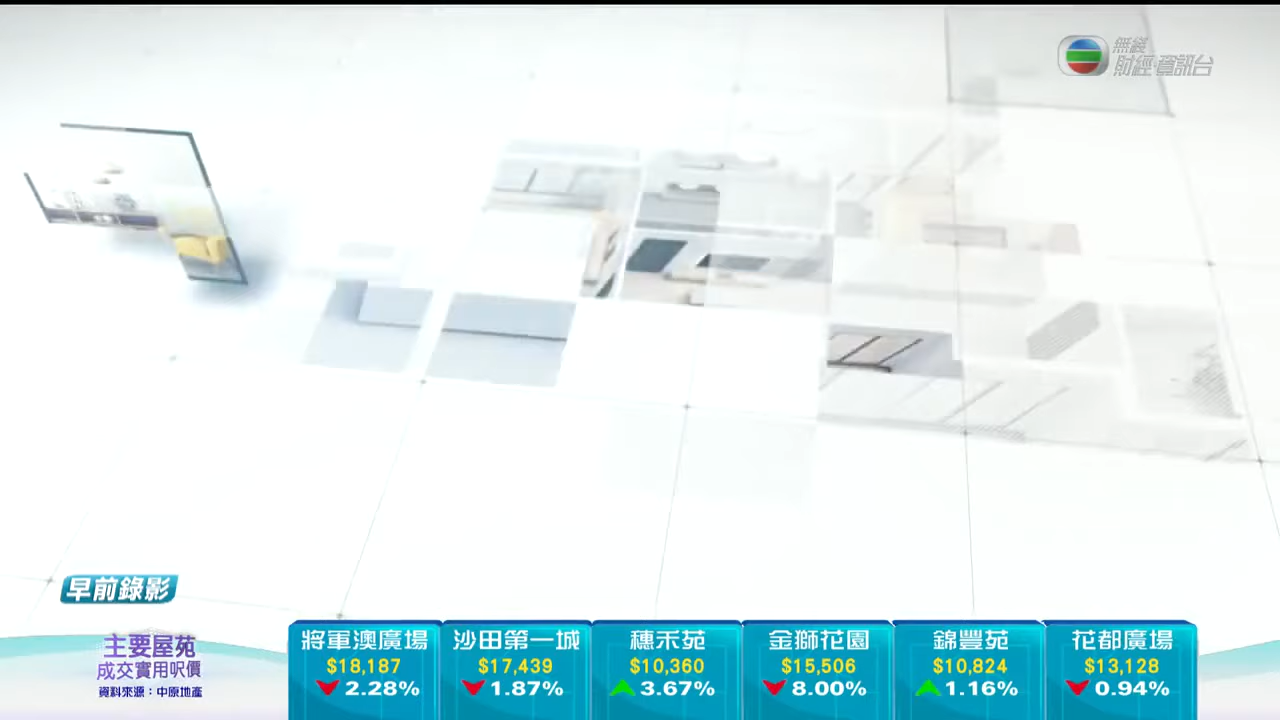 無綫
財經·資訊台
早前錄影
主要屋苑
成交實用呎價
資料來源：中原地產
將軍澳廣場
$18,187
2.28%
沙田第一城
$17,439
1.87%
穗禾苑
$10,360
3.67%
金獅花園
$15,506
8.00%
錦豐苑
$10,824
1.16%
花都廣場
$13,128
0.94%